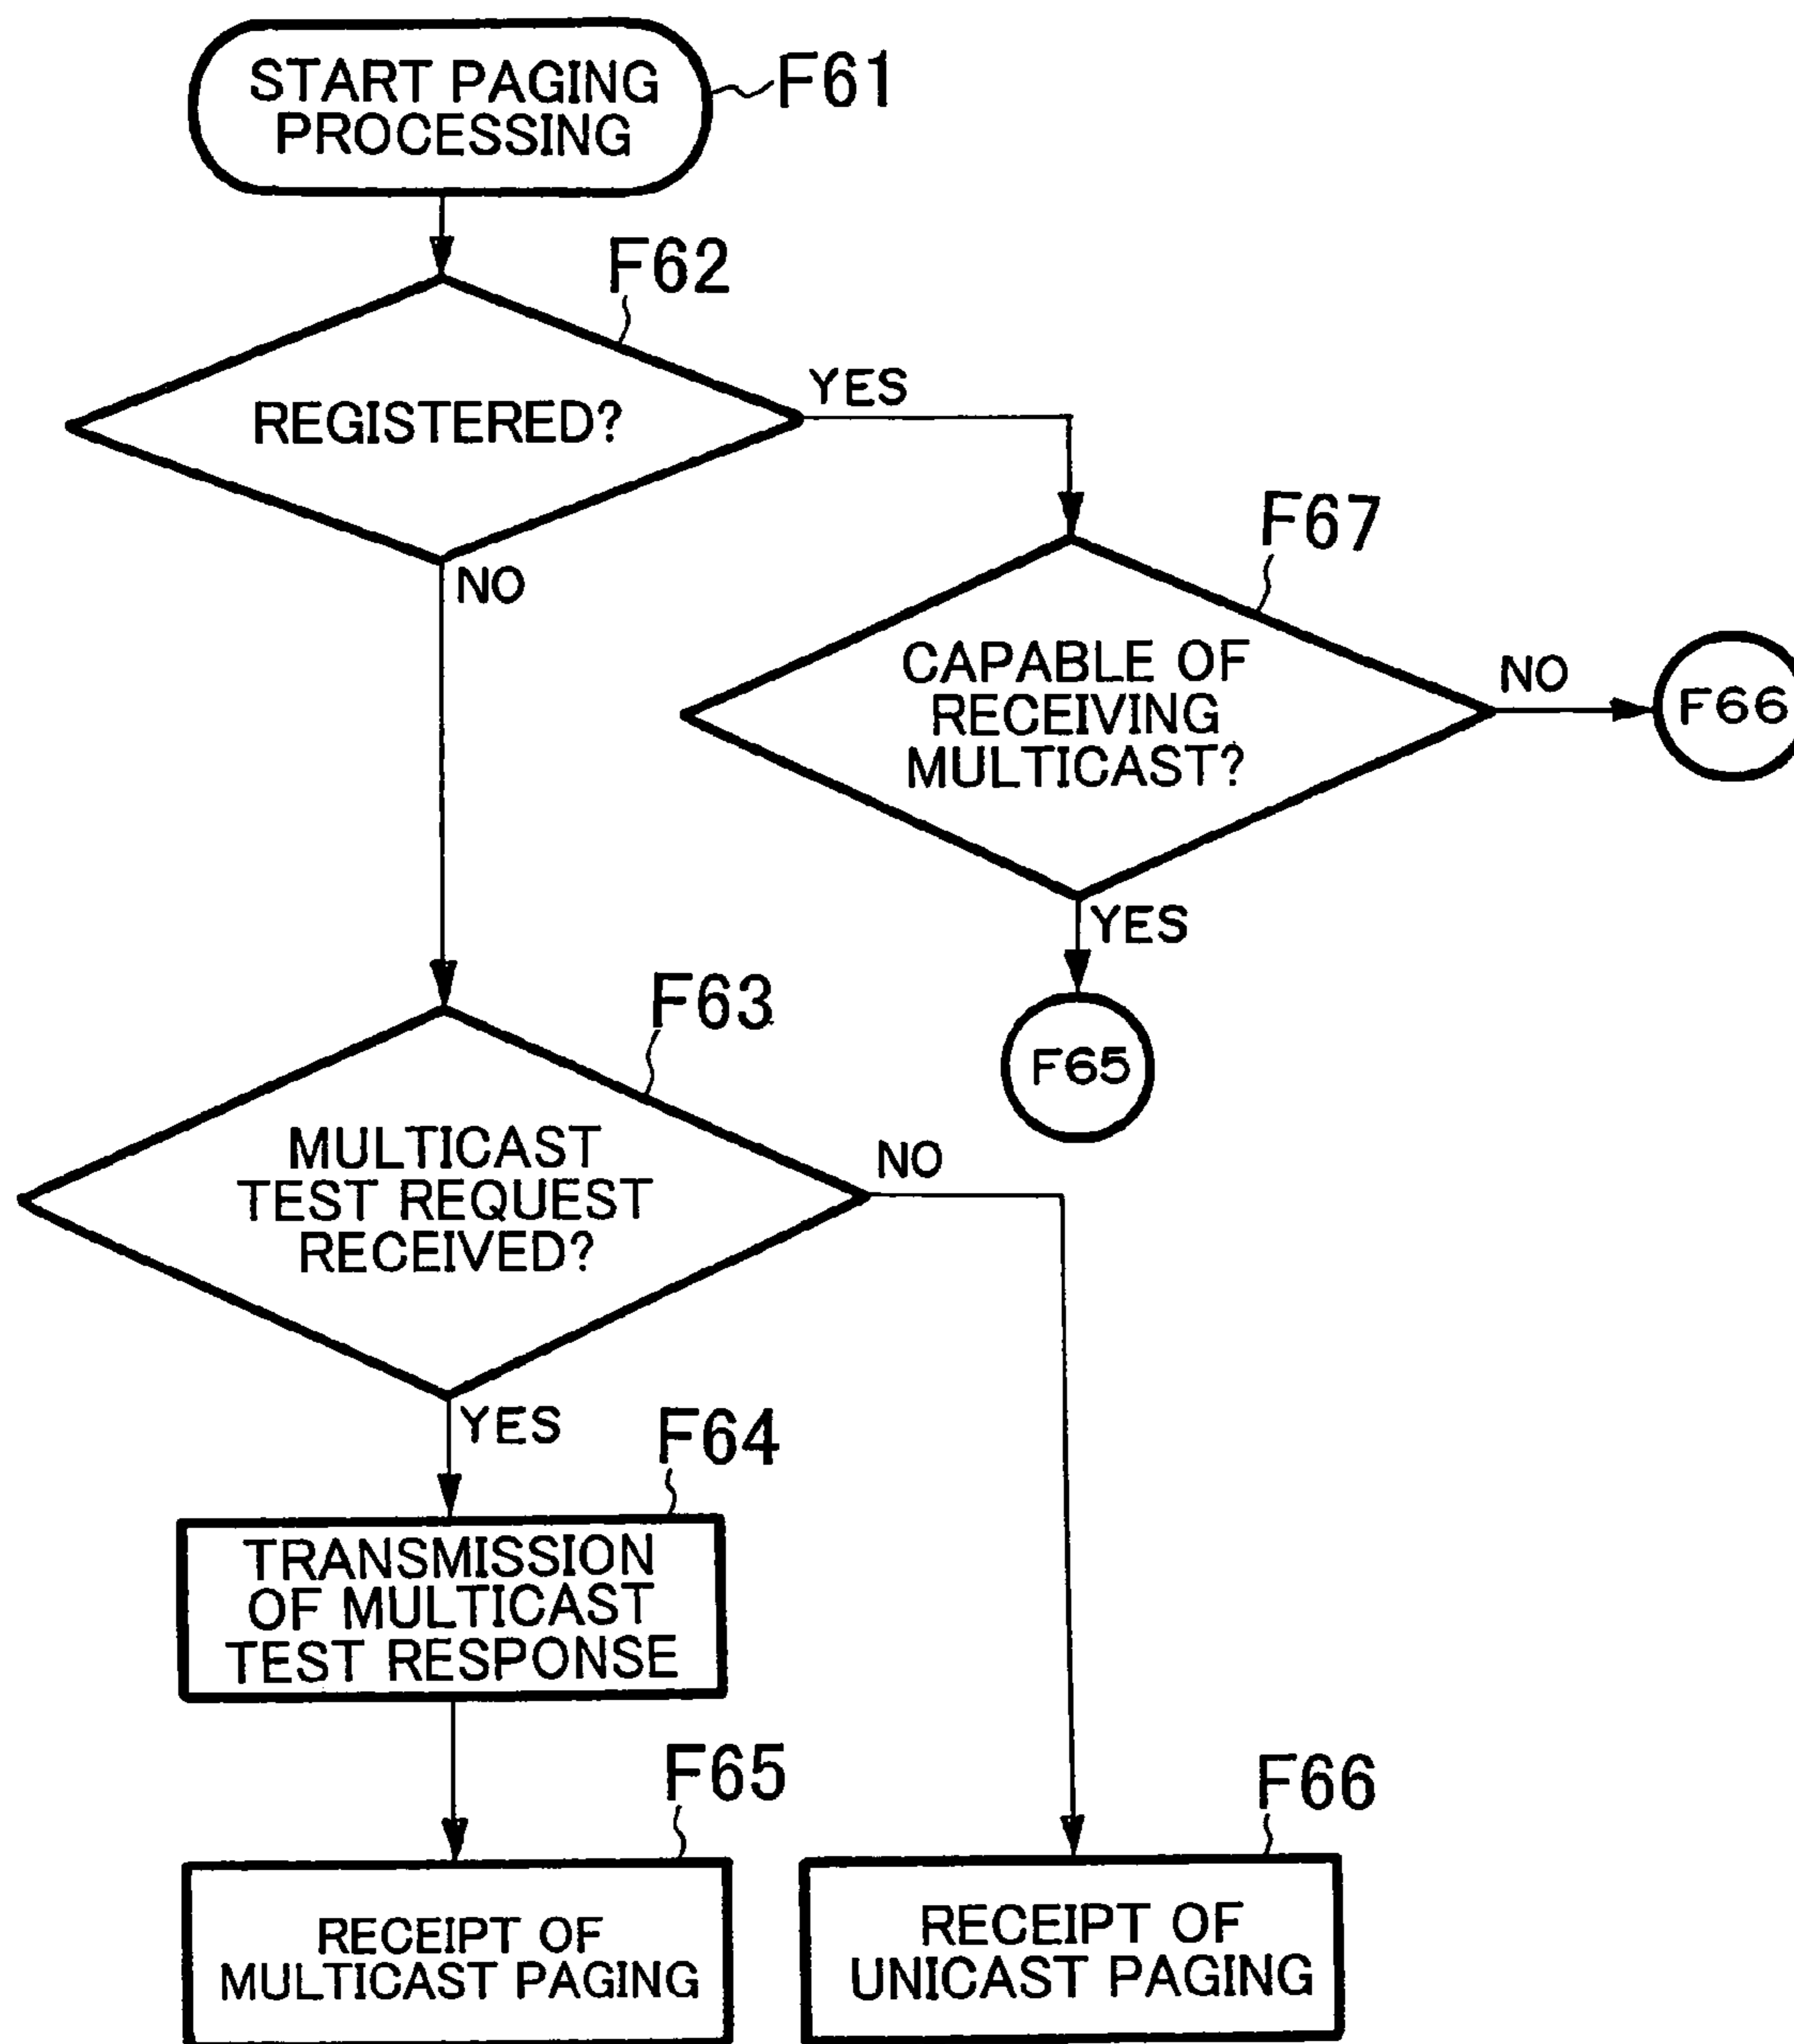 START PAGING
PROCESSING
F61
F62
REGISTERED?
YES
NO
F67
CAPABLE OF
RECEIVING
MULTICAST?
NO
F66
YES
F65
F63
MULTICAST
TEST REQUEST
RECEIVED?
NO
YES
F64
TRANSMISSION
OF MULTICAST
TEST RESPONSE
F65
RECEIPT OF
MULTICAST PAGING
F66
RECEIPT OF
UNICAST PAGING